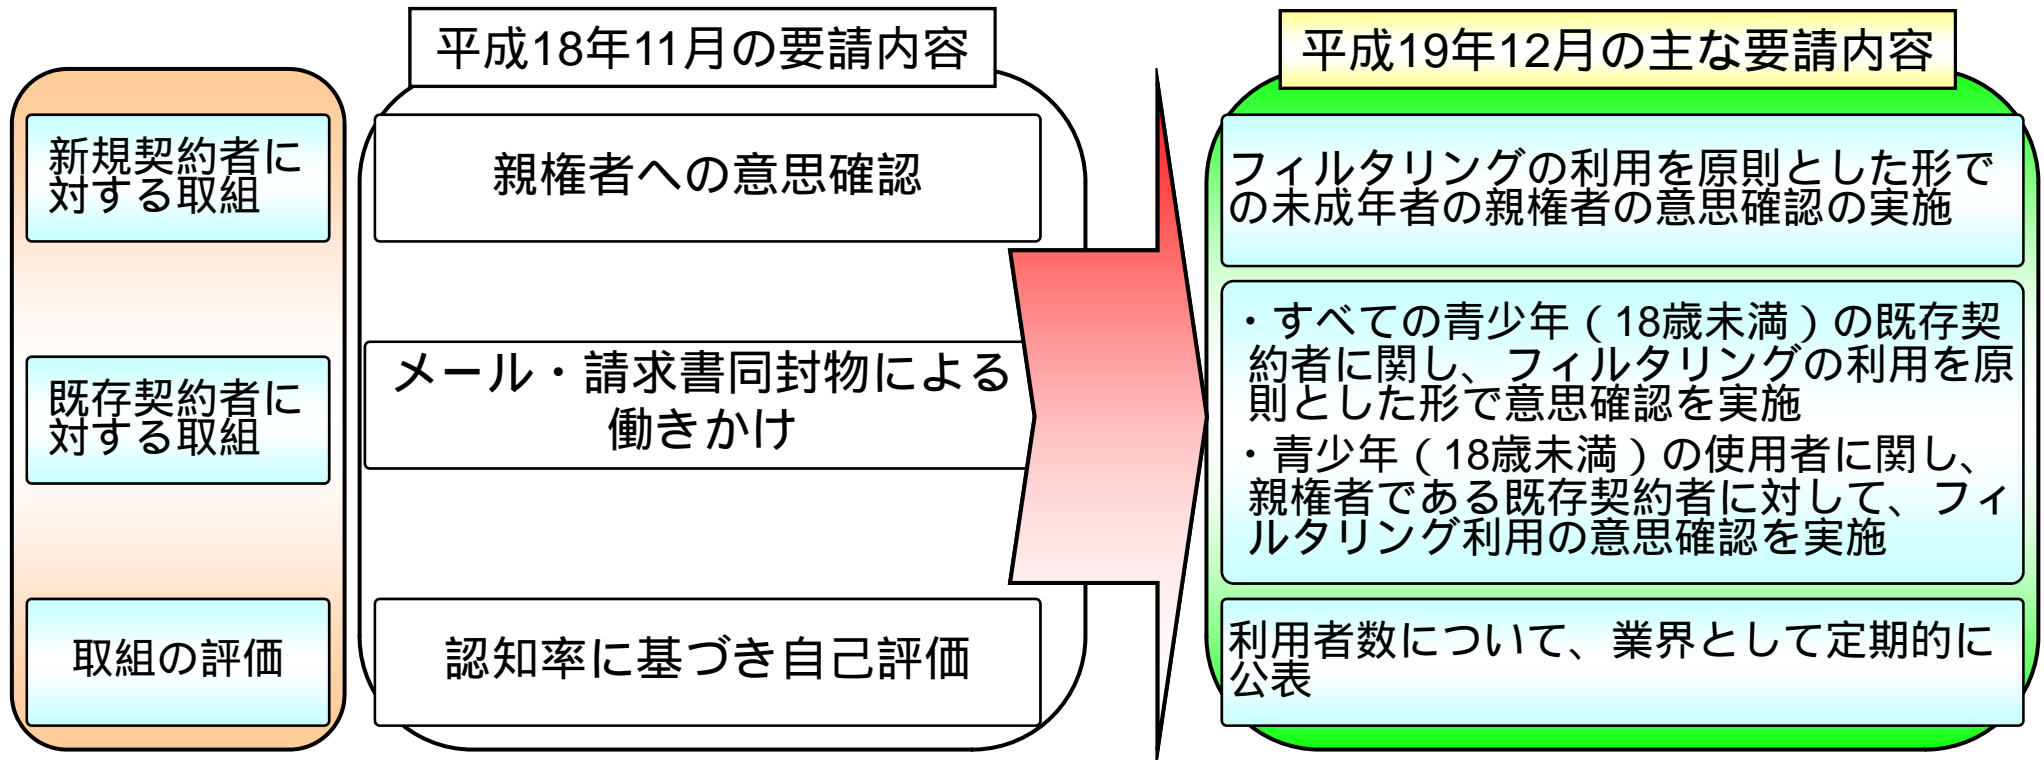 平成18年11月の要請内容
平成19年12月の主な要請内容
新規契約者に
対する取組
親権者への意思確認
フィルタリングの利用を原則とした形で
の未成年者の親権者の意思確認の実施
既存契約者に
対する取組
メール・請求書同封物による
働きかけ
・すべての青少年(18歳未満)の既存契
約者に関し、フィルタリングの利用を原
則とした形で意思確認を実施
・青少年(18歳未満)の使用者に関し、
親権者である既存契約者に対して、フィ
ルタリング利用の意思確認を実施
取組の評価
認知率に基づき自己評価
利用者数について、業界として定期的に
公表